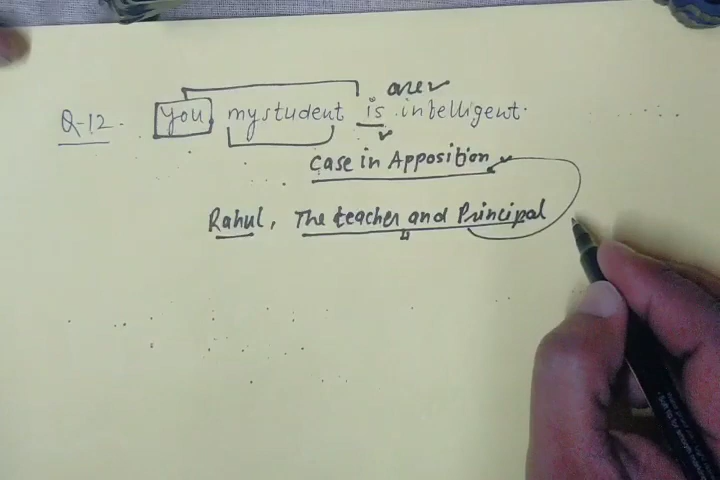 are
Q-12. You my student is intelligent.
Case in Apposition
Rahul, The teacher and Principal